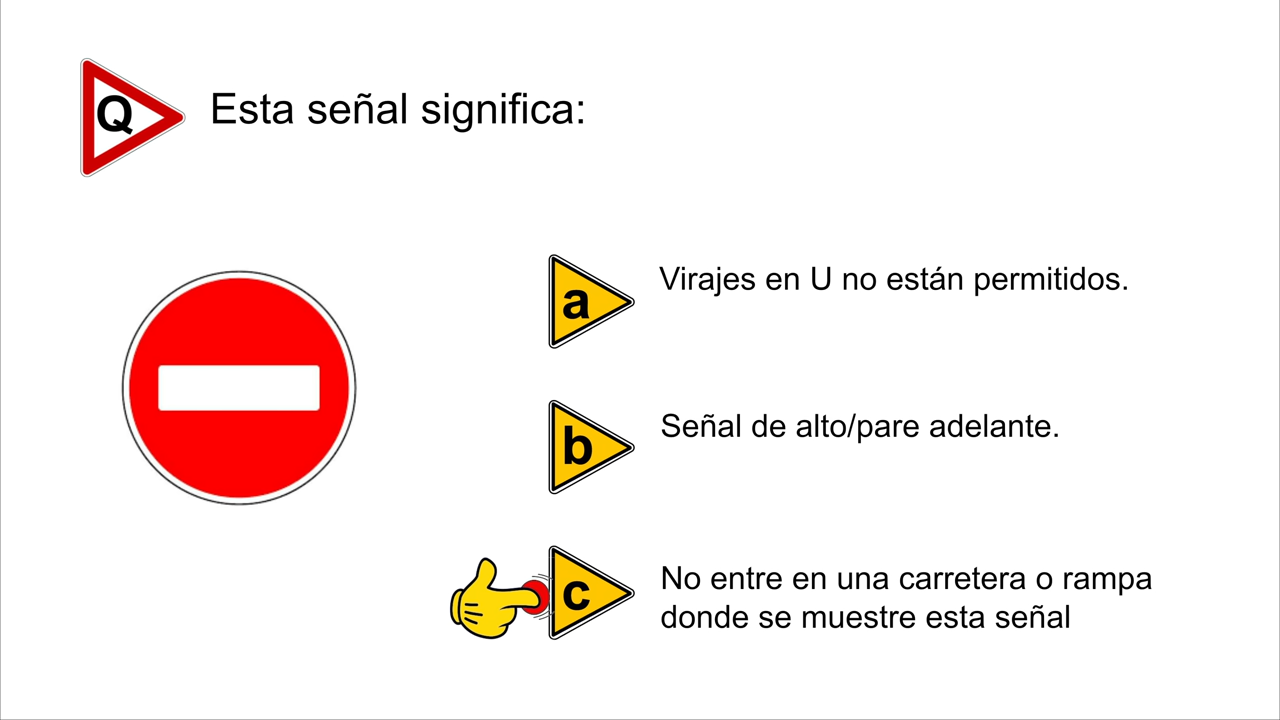 Q
Esta señal significa:
a
Virajes en U no están permitidos.
b
Señal de alto/pare adelante.
c
No entre en una carretera o rampa
donde se muestre esta señal